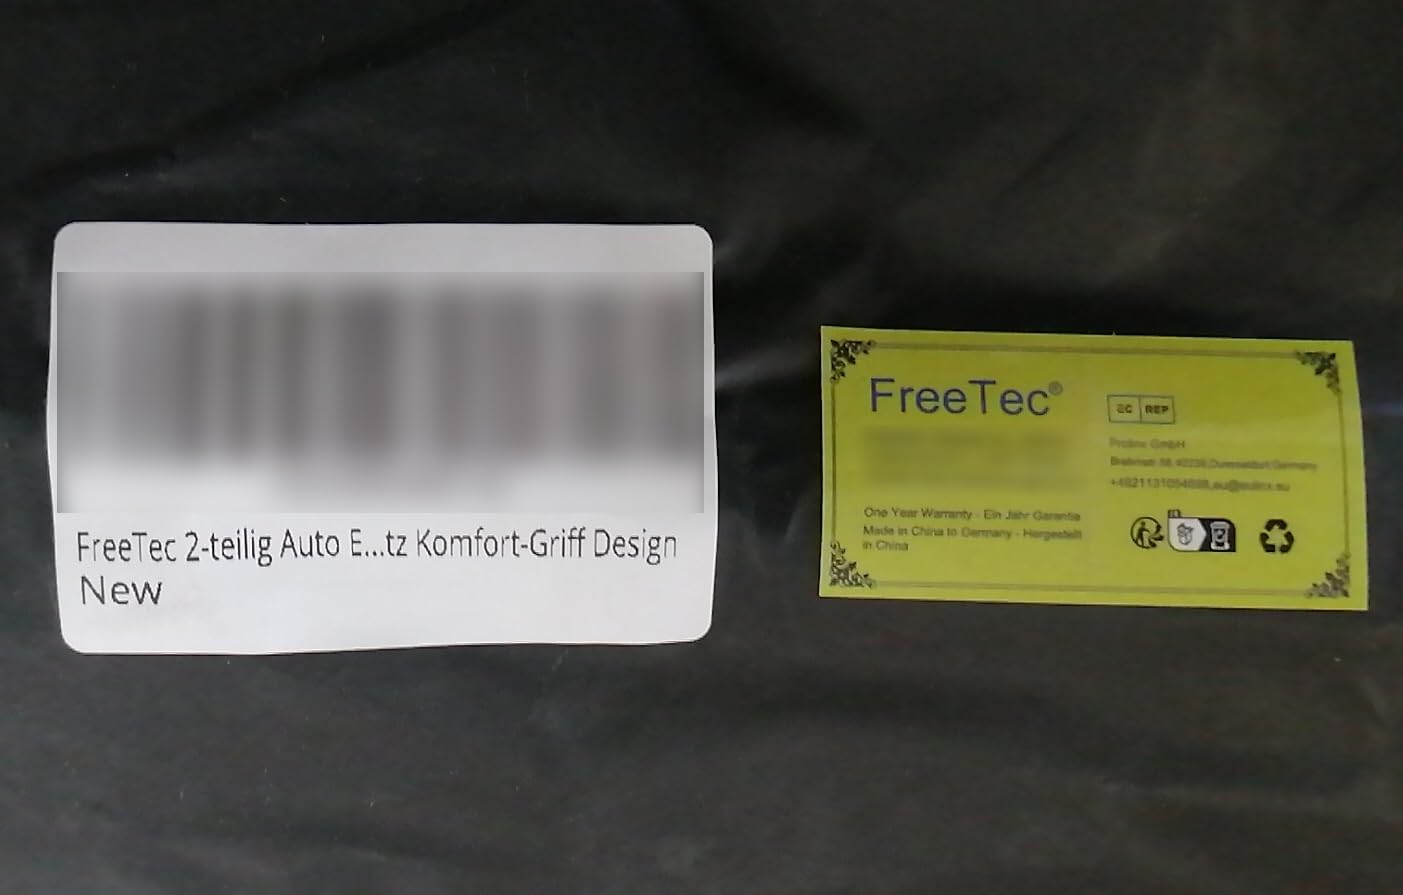 FreeTec 2-teilig Auto E...tz Komfort-Griff Design
New
FreeTec®
One Year Warranty - Ein Jahr Garantie
Made in China to Germany - Hergestellt
in China
EC REP
GmbH
Germany